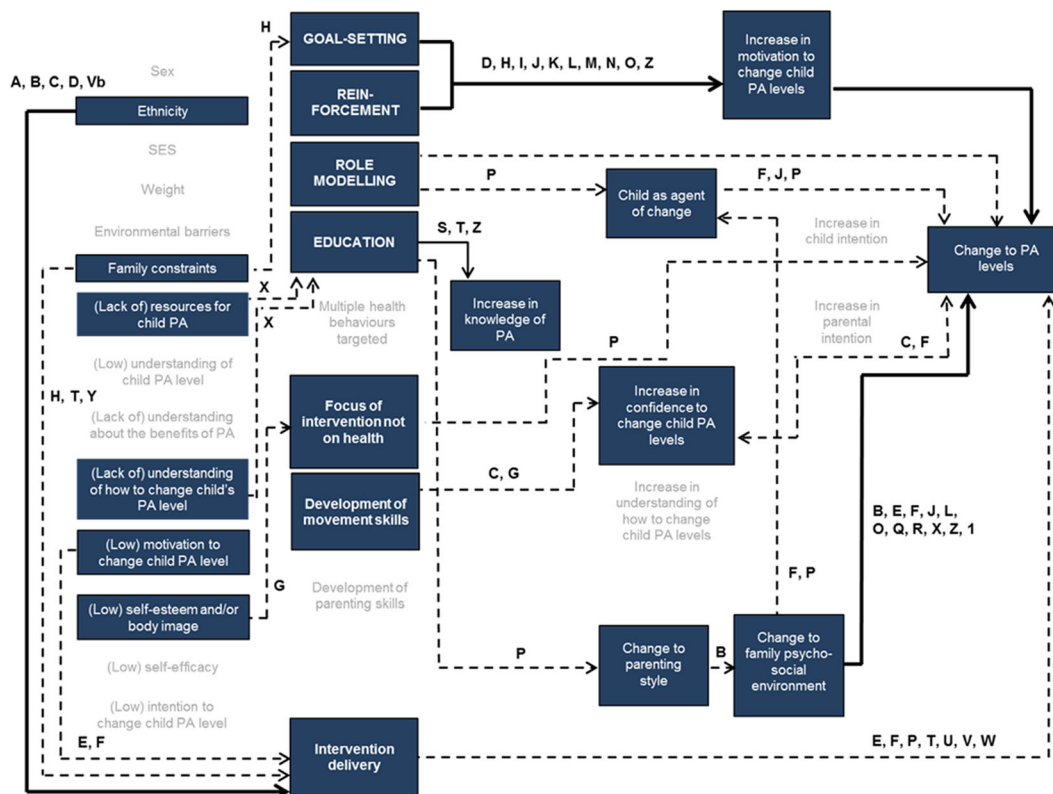 A, B, C, D, Vb
Sex
Ethnicity
SES
Weight
Environmental barriers
Family constraints
(Lack of) resources for
child PA
(Low) understanding of
child PA level
H, T, Y
(Lack of) understanding
about the benefits of PA
(Lack of) understanding
of how to change child's
PA level
(Low) motivation to
change child PA level
(Low) self-esteem and/or
body image
(Low) self-efficacy
(Low) intention to
change child PA level
E, F
H
X
X
G
GOAL-SETTING
REIN-
FORCEMENT
ROLE
MODELLING
EDUCATION
Multiple health
behaviours
targeted
Focus of
intervention not
on health
Development of
movement skills
Development of
parenting skills
Intervention
delivery
D, H, I, J, K, L, M, N, O, Z
P
S, T, Z
C, G
P
P
Child as agent
of change
Increase in
knowledge of
PA
Increase in
confidence to
change child PA
levels
Increase in
understanding of
how to change
child PA levels
Change to
parenting
style
B
Change to
family psycho-
social
environment
F, P
F, J, P
Increase in
motivation to
change child
PA levels
Increase in
child intention
Change to PA
levels
Increase in
parental
intention
C, F
B, E, F, J, L,
O, Q, R, X, Z, 1
E, F, P, T, U, V, W